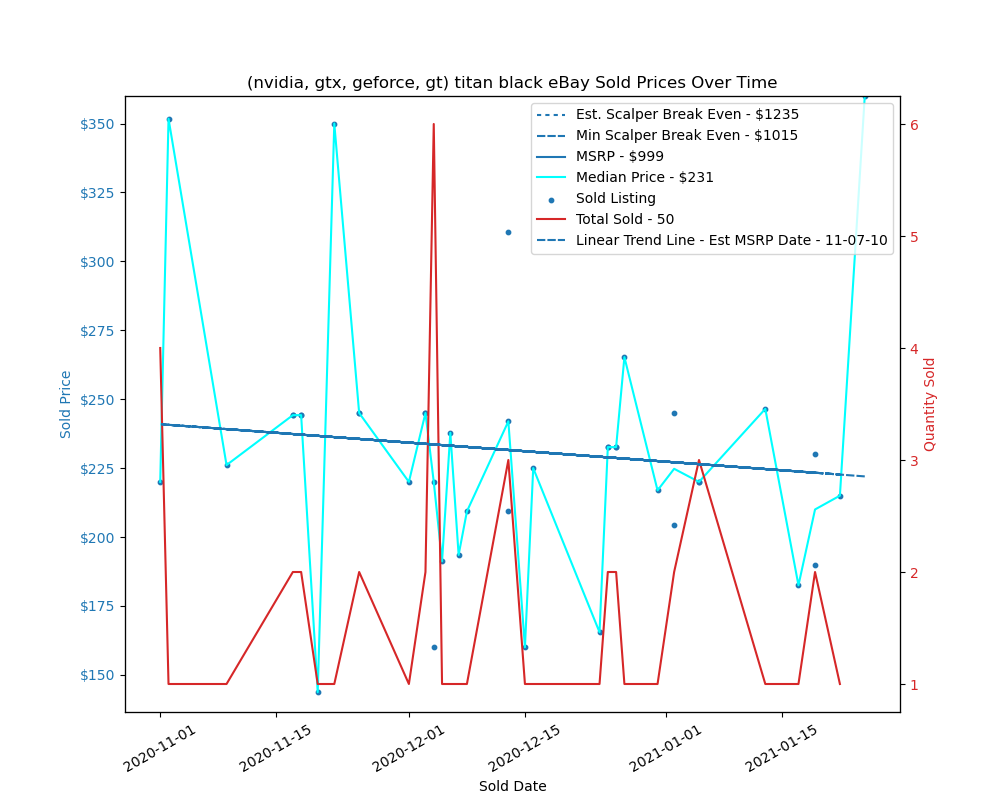 (nvidia, gtx, geforce, gt) titan black eBay Sold Prices Over Time
Est. Scalper Break Even - $1235
Min Scalper Break Even - $1015
MSRP - $999
Median Price - $231
Sold Listing
Total Sold - 50
Linear Trend Line - Est MSRP Date - 11-07-10
$350
$325
$300
$275
$250
$225
$200
$175
$150
Sold Price
6
5
4
3
2
1
Quantity Sold
2020-11-01
2020-11-15
2020-12-01
2020-12-15
2021-01-01
2021-01-15
Sold Date